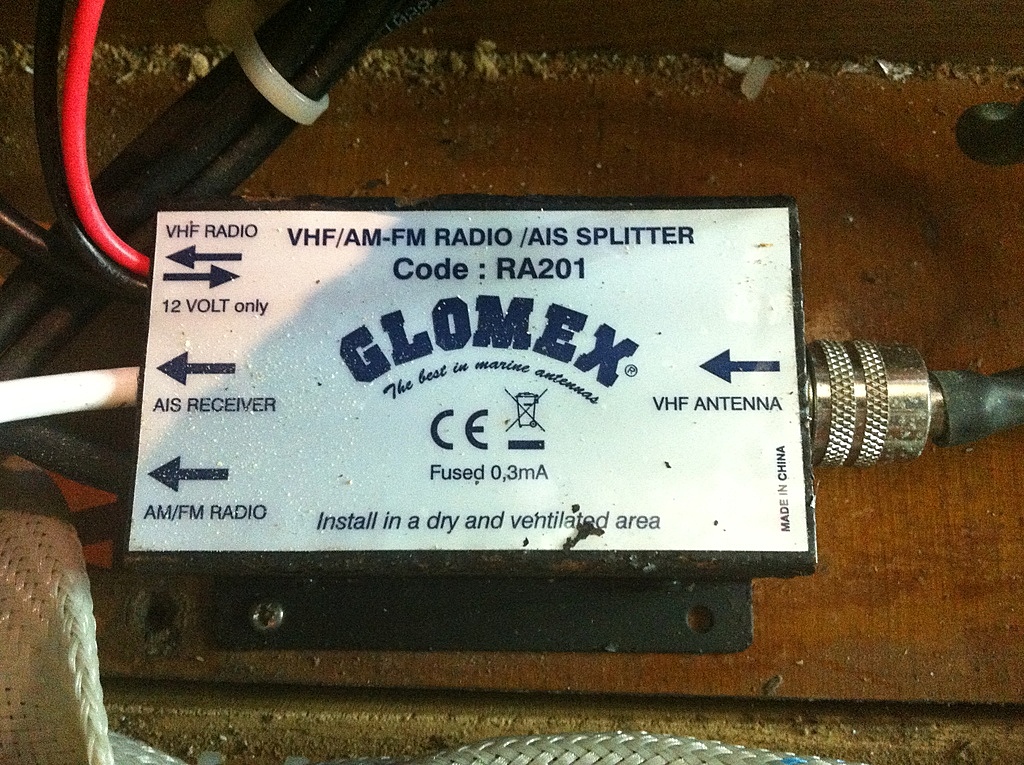 VHF RADIO
12 VOLT only
AIS RECEIVER
AM/FM RADIO
VHF/AM-FM RADIO /AIS SPLITTER
Code : RA201
GLOMEX®
The best in marine antennas
CE
Fused 0,3mA
Install in a dry and ventilated area
VHF ANTENNA
MADE IN CHINA